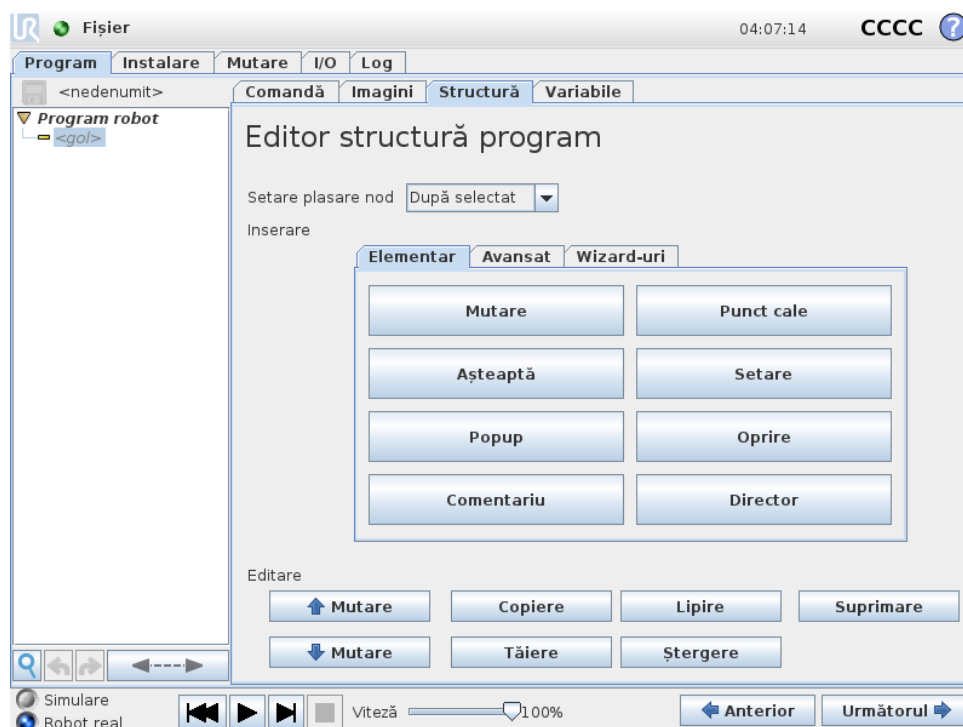 UR Fișier 04:07:14 CCCC ?
Program Instalare Mutare I/O Log
<nedenumit>
Comandă Imagini Structură Variabile
Program robot
<gol>
Editor structură program
Setare plasare nod După selectat
Inserare
Elementar Avansat Wizard-uri
Mutare Punct cale
Așteaptă Setare
Popup Oprire
Comentariu Director
Editare
Mutare Copiere Lipire Suprimare
Mutare Tăiere Ștergere
Simulare
Robot real
Viteză 100% Anterior Următorul